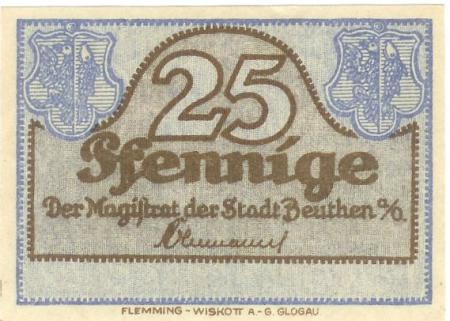 25
Pfennige
Der Magistrat der Stadt Beuthen a/O.
FLEMMING - WISKOTT A.-G. GLOGAU